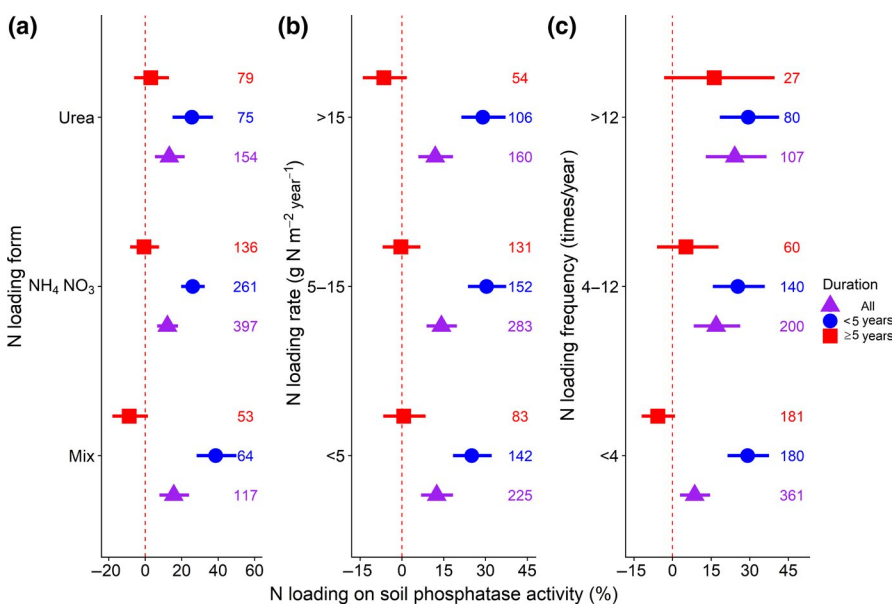 (a)
N loading form
Urea
NH₄ NO₃
Mix
79
75
154
136
261
397
53
64
117
−20 0 20 40 60
(b)
N loading rate (g N m⁻² year⁻¹)
>15
5–15
<5
54
106
160
131
152
283
83
142
225
−15 0 15 30 45
(c)
N loading frequency (times/year)
>12
4–12
<4
27
80
107
60
140
200
181
180
361
−15 0 15 30 45
N loading on soil phosphatase activity (%)
Duration
All
<5 years
≥5 years